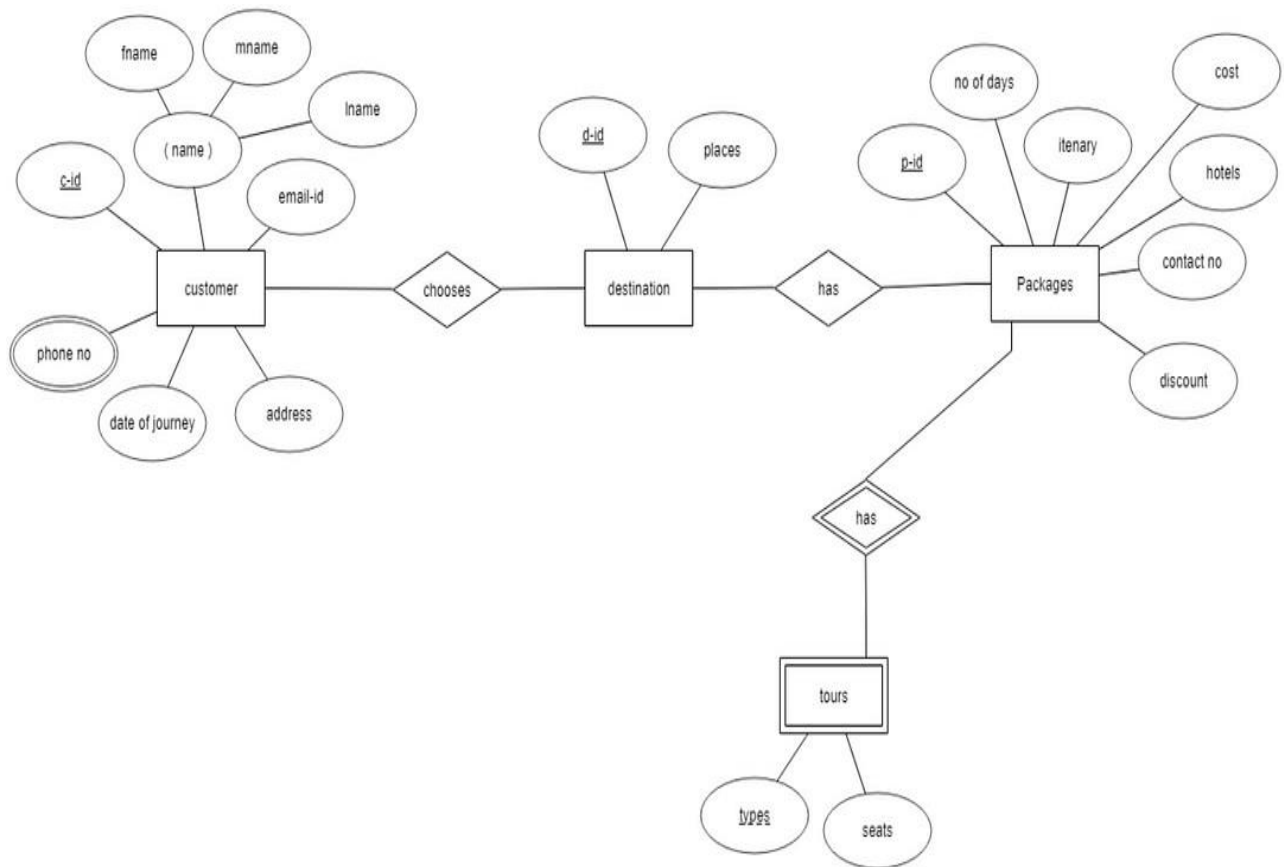 fname
mname
lname
( name )
c-id
email-id
customer
phone no
date of journey
address
chooses
d-id
places
destination
has
no of days
cost
itenary
p-id
hotels
contact no
Packages
discount
has
tours
types
seats